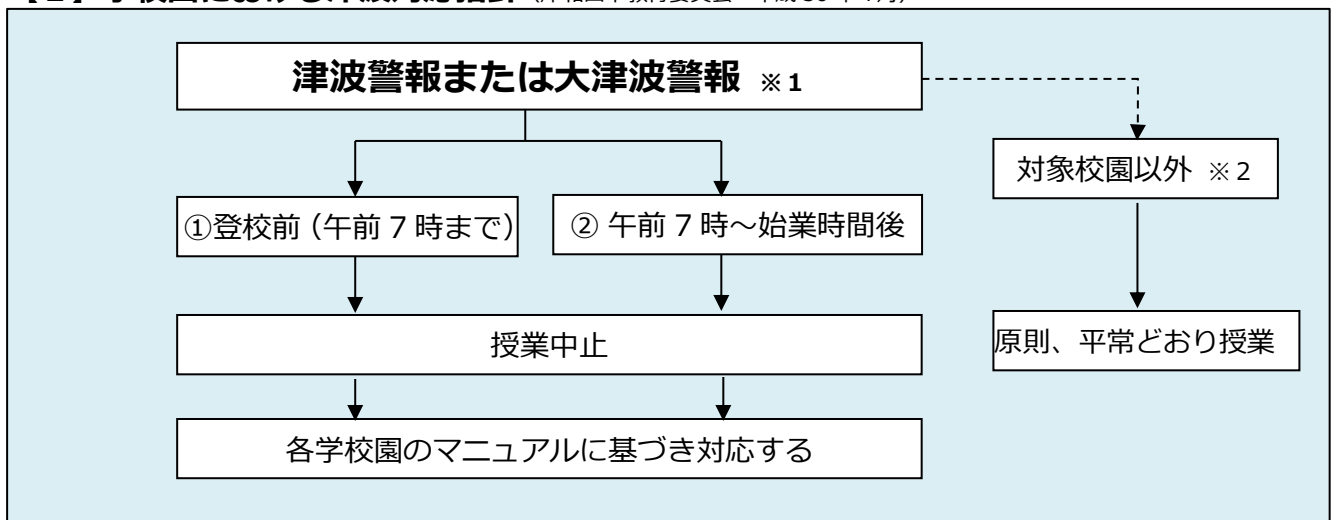 津波警報または大津波警報 ※1
対象校園以外 ※2
①登校前（午前7時まで）
② 午前7時～始業時間後
授業中止
原則、平常どおり授業
各学校園のマニュアルに基づき対応する